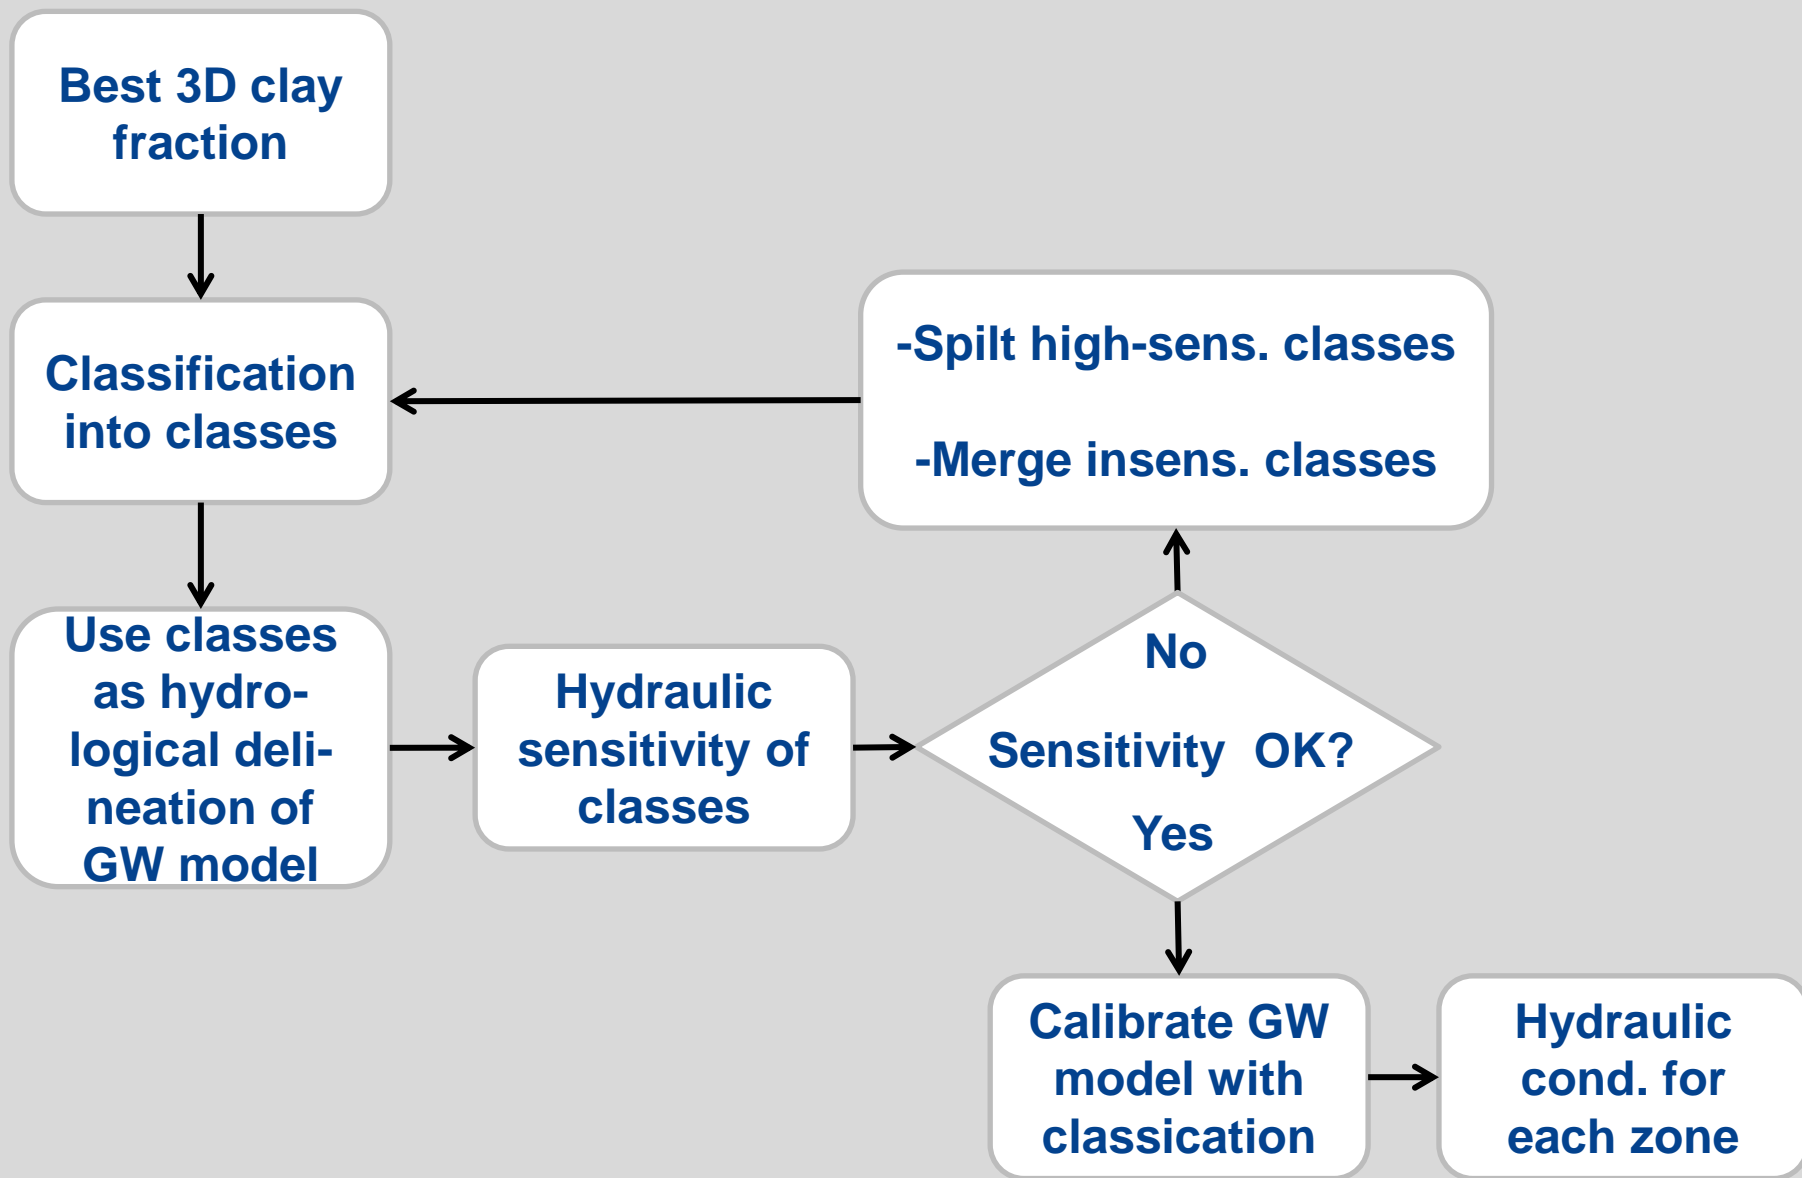 Best 3D clay
fraction
Classification
into classes
-Spilt high-sens. classes
-Merge insens. classes
Use classes
as hydro-
logical deli-
neation of
GW model
Hydraulic
sensitivity of
classes
No
Sensitivity OK?
Yes
Calibrate GW
model with
classication
Hydraulic
cond. for
each zone